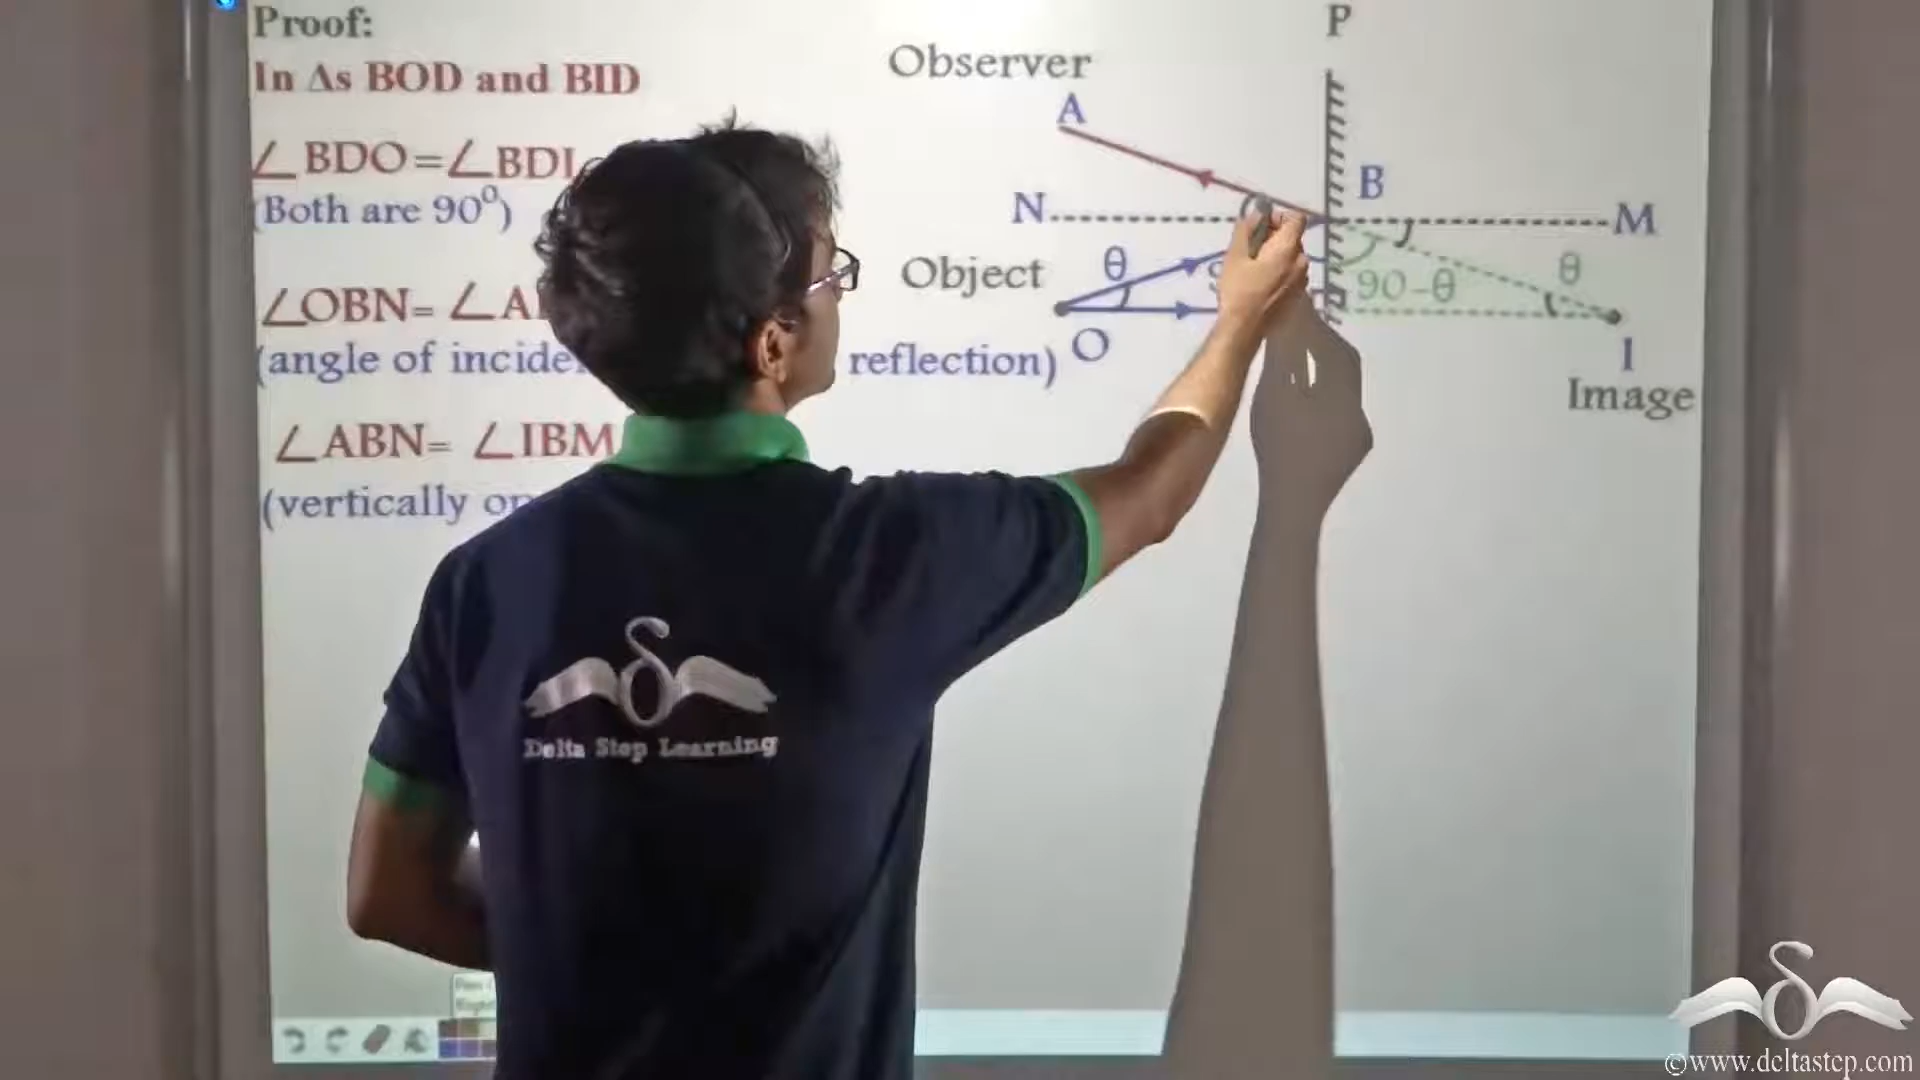 Proof:
In Δs BOD and BID
∠BDO=∠BDI
(Both are 90⁰)
∠OBN= ∠A
(angle of incide reflection)
∠ABN= ∠IBM
(vertically op
Observer
A
P
B
N
M
Object
θ
9
90-θ
θ
O
I
Image
Delta Step Learning
©www.deltastep.com